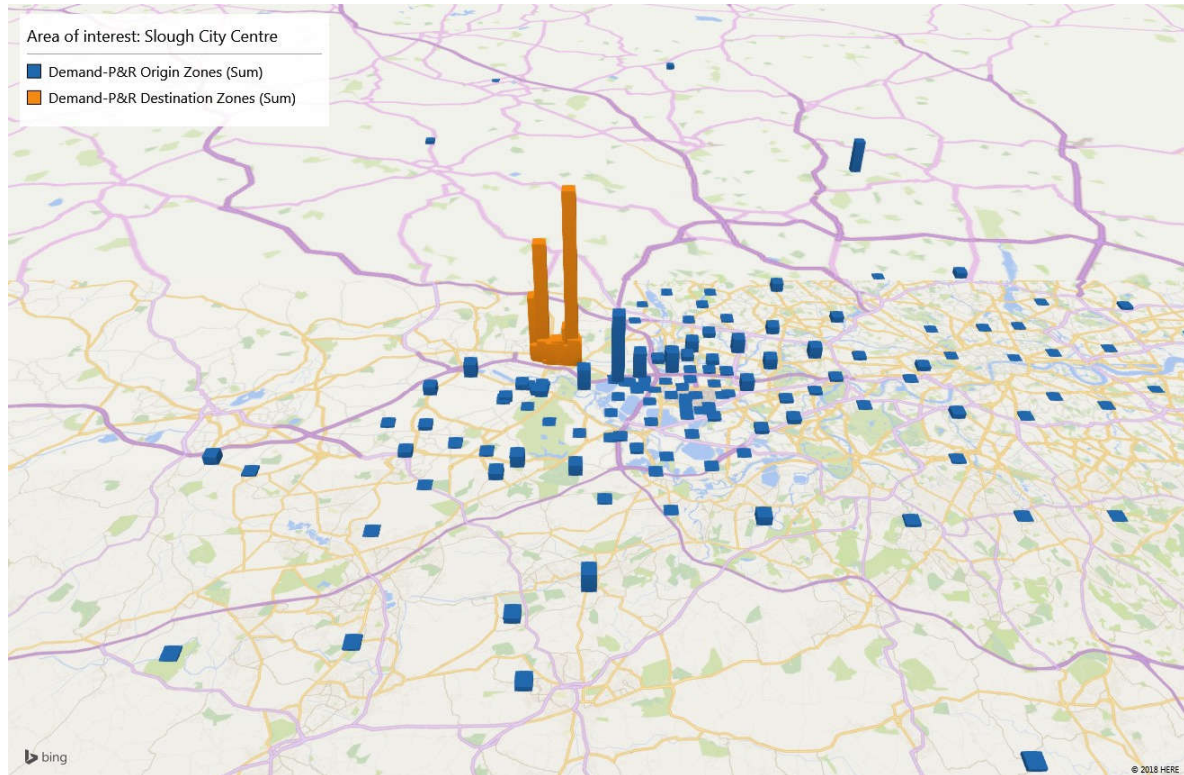 Area of interest: Slough City Centre
Demand-P&R Origin Zones (Sum)
Demand-P&R Destination Zones (Sum)
bing
© 2018 HERE